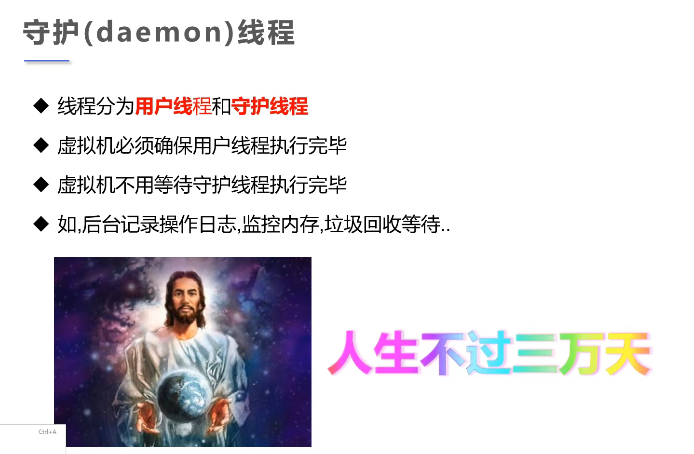 守护(daemon)线程
线程分为用户线程和守护线程
虚拟机必须确保用户线程执行完毕
虚拟机不用等待守护线程执行完毕
如,后台记录操作日志,监控内存,垃圾回收等待..
人生不过三万天
Ctrl+A